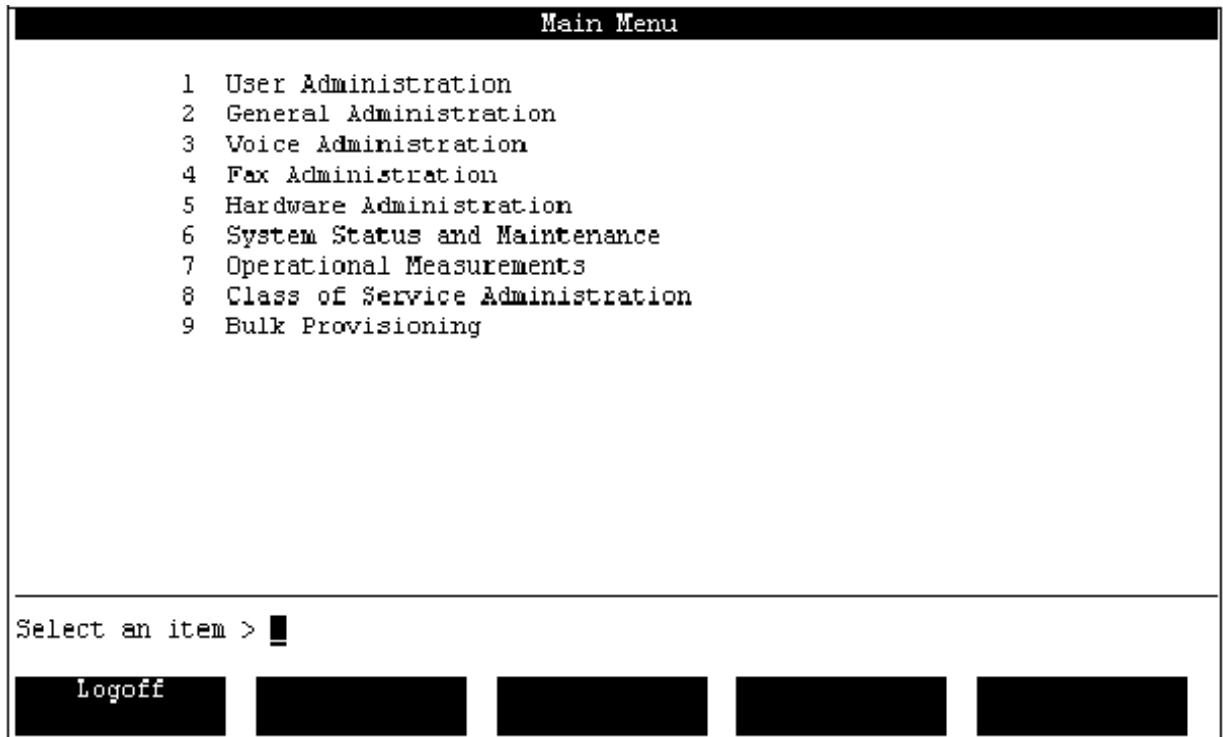 Main Menu
1 User Administration
2 General Administration
3 Voice Administration
4 Fax Administration
5 Hardware Administration
6 System Status and Maintenance
7 Operational Measurements
8 Class of Service Administration
9 Bulk Provisioning
Select an item >
Logoff